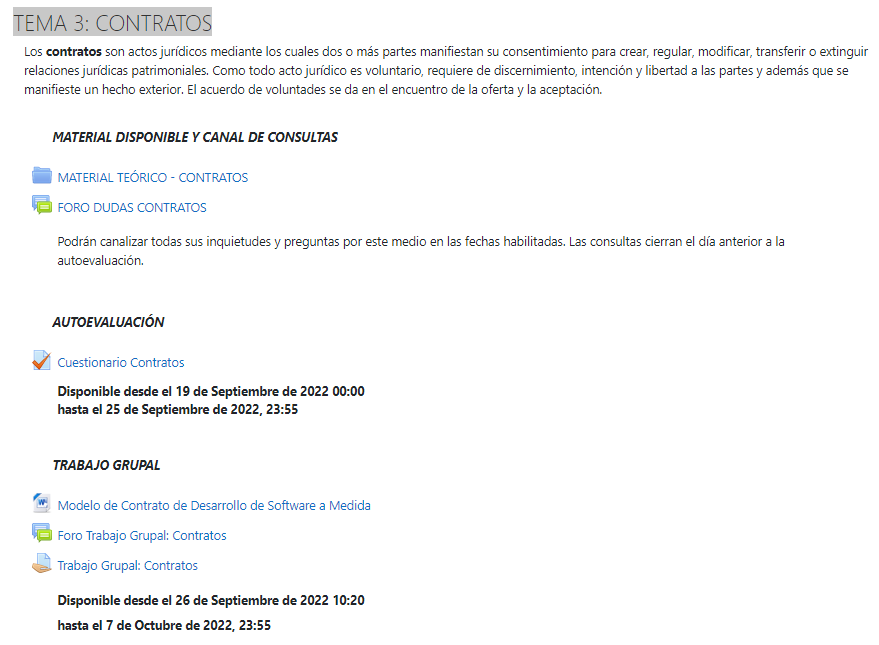 TEMA 3: CONTRATOS
Los contratos son actos jurídicos mediante los cuales dos o más partes manifiestan su consentimiento para crear, regular, modificar, transferir o extinguir
relaciones jurídicas patrimoniales. Como todo acto jurídico es voluntario, requiere de discernimiento, intención y libertad a las partes y además que se
manifieste un hecho exterior. El acuerdo de voluntades se da en el encuentro de la oferta y la aceptación.
MATERIAL DISPONIBLE Y CANAL DE CONSULTAS
MATERIAL TEÓRICO - CONTRATOS
FORO DUDAS CONTRATOS
Podrán canalizar todas sus inquietudes y preguntas por este medio en las fechas habilitadas. Las consultas cierran el día anterior a la
autoevaluación.
AUTOEVALUACIÓN
Cuestionario Contratos
Disponible desde el 19 de Septiembre de 2022 00:00
hasta el 25 de Septiembre de 2022, 23:55
TRABAJO GRUPAL
Modelo de Contrato de Desarrollo de Software a Medida
Foro Trabajo Grupal: Contratos
Trabajo Grupal: Contratos
Disponible desde el 26 de Septiembre de 2022 10:20
hasta el 7 de Octubre de 2022, 23:55